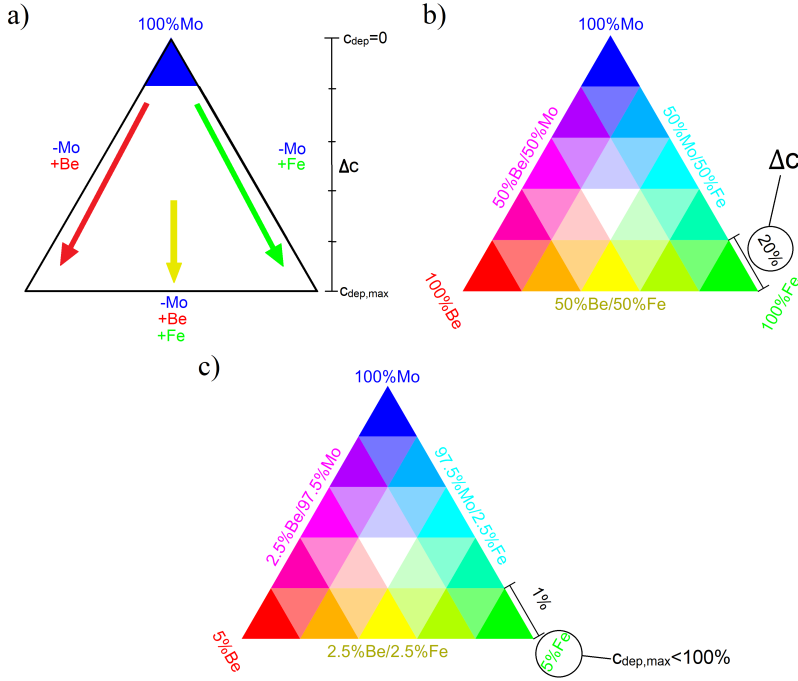 a)
100%Mo
c_dep=0
-Mo
+Be
-Mo
+Fe
Δc
c_dep,max
-Mo
+Be
+Fe
b)
100%Mo
50%Be/50%Mo
50%Mo/50%Fe
Δc
20%
100%Be
50%Be/50%Fe
100%Fe
c)
100%Mo
2.5%Be/97.5%Mo
97.5%Mo/2.5%Fe
1%
5%Be
2.5%Be/2.5%Fe
5%Fe
c_dep,max<100%